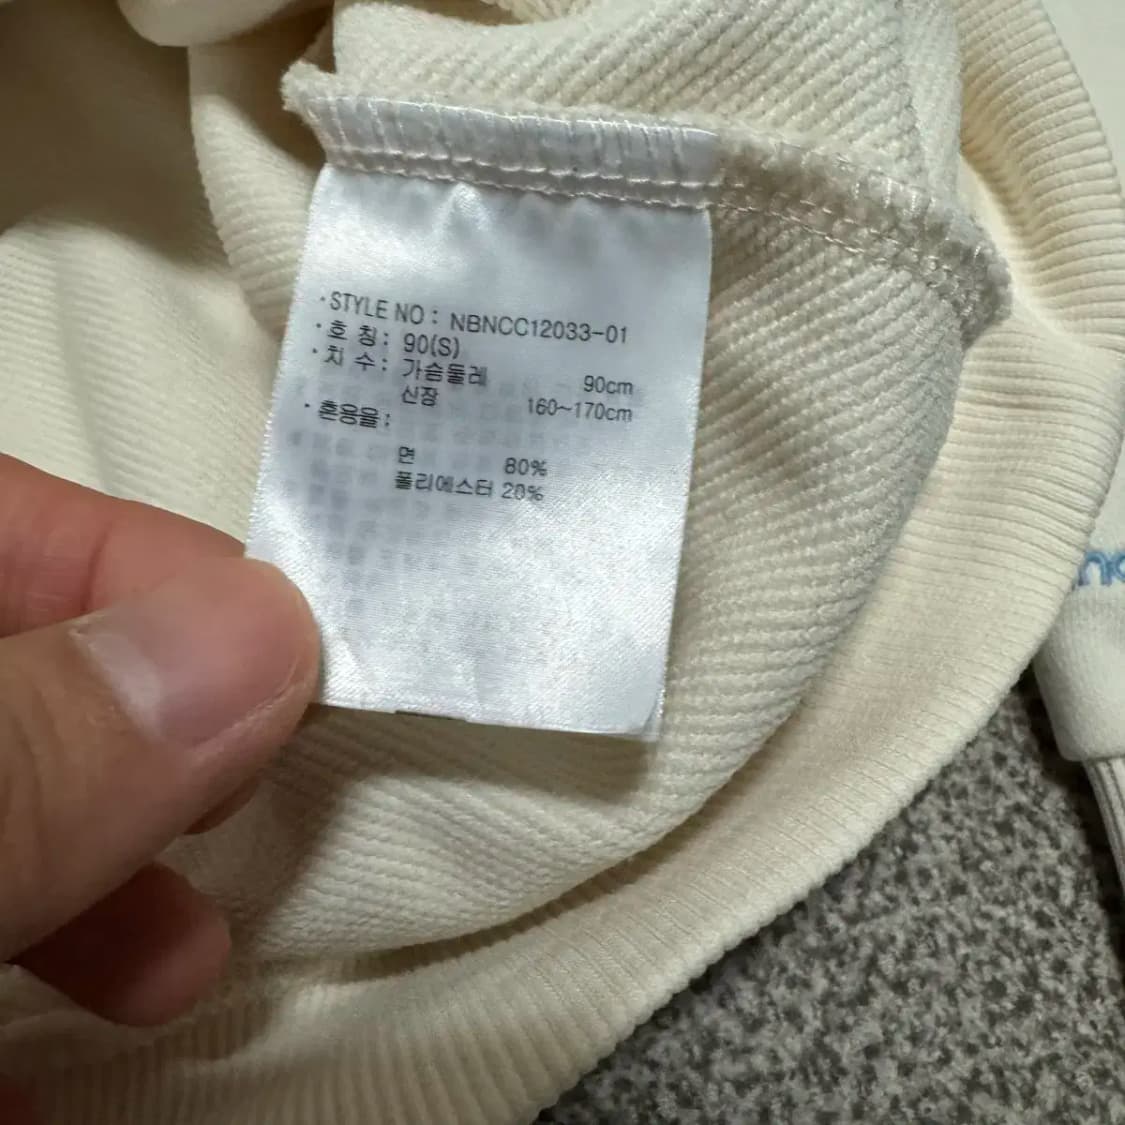 ·STYLE NO : NBNCC12033-01
·호 칭 : 90(S)
·치 수 : 가슴둘레 90cm
신장 160~170cm
·혼용율 :
면 80%
폴리에스터 20%